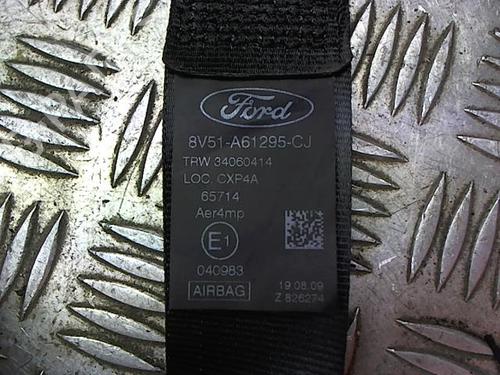 Ford
8V51-A61295-CJ
TRW 34060414
LOC. CXP4A
65714
Aer4mp
E1
040983
AIRBAG
19.08.09
Z 826274